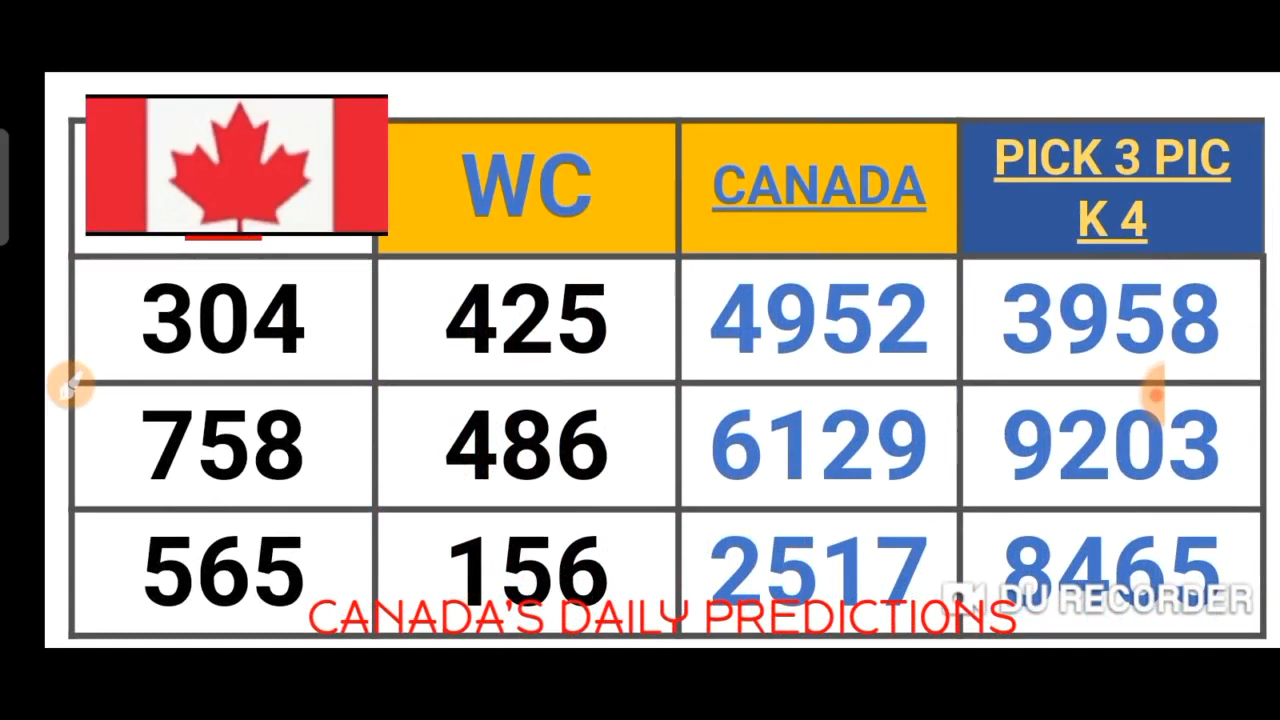 WC
CANADA
PICK 3 PIC
K 4
304 425 4952 3958
758 486 6129 9203
565 156 2517 8465
DU RECORDER
CANADA'S DAILY PREDICTIONS